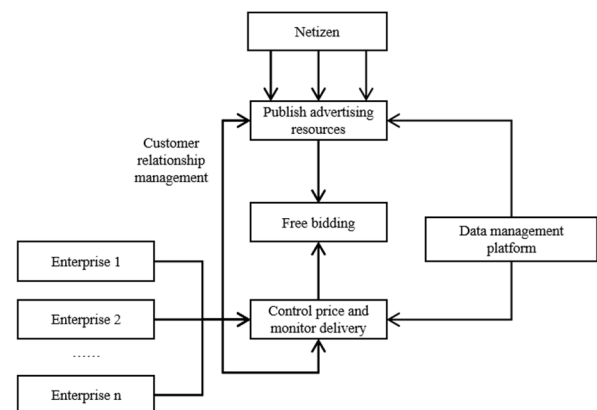 Netizen
Publish advertising
resources
Customer
relationship
management
Free bidding
Data management
platform
Enterprise 1
Enterprise 2
Control price and
monitor delivery
……
Enterprise n